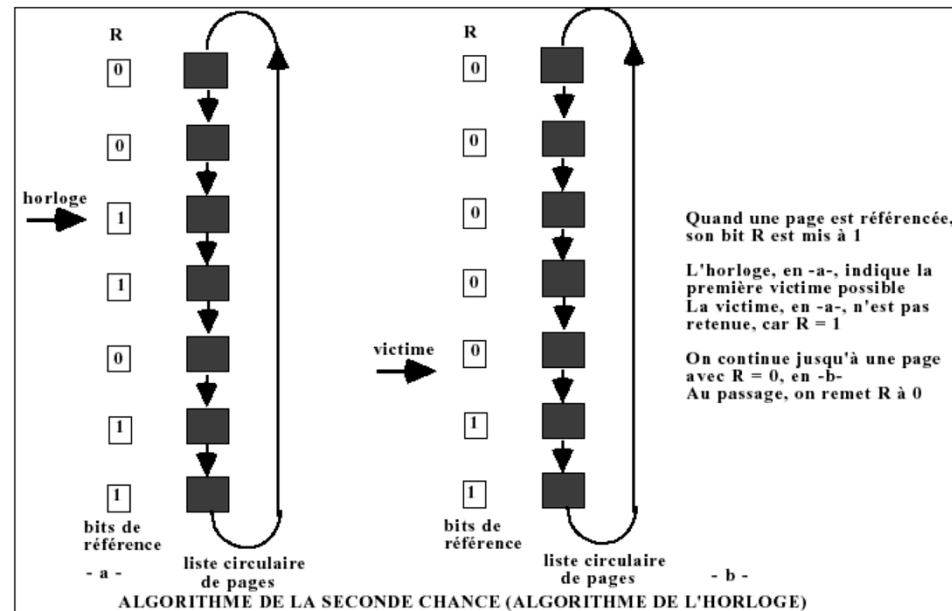 R
0
0
horloge
1
1
0
1
1
bits de
référence
- a -
liste circulaire
de pages
R
0
0
0
0
victime
0
1
1
bits de
référence
liste circulaire
de pages
- b -
Quand une page est référencée,
son bit R est mis à 1
L'horloge, en -a-, indique la
première victime possible
La victime, en -a-, n'est pas
retenue, car R = 1
On continue jusqu'à une page
avec R = 0, en -b-
Au passage, on remet R à 0
ALGORITHME DE LA SECONDE CHANCE (ALGORITHME DE L'HORLOGE)